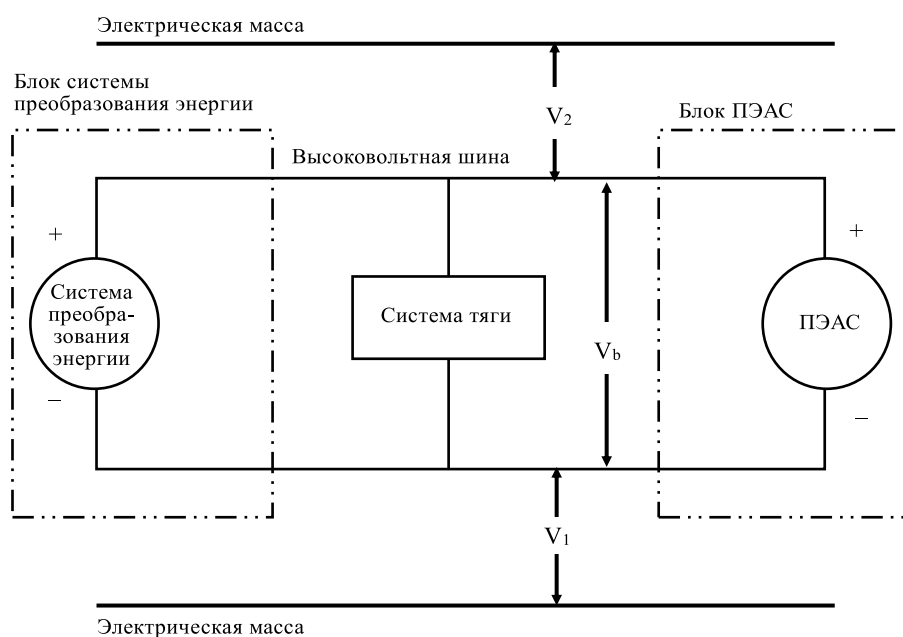 Электрическая масса
Блок системы
преобразования энергии
V2
Блок ПЭАС
Высоковольтная шина
+
+
Система
преобра-
зования
энергии
Система тяги
ПЭАС
Vb
–
–
V1
Электрическая масса